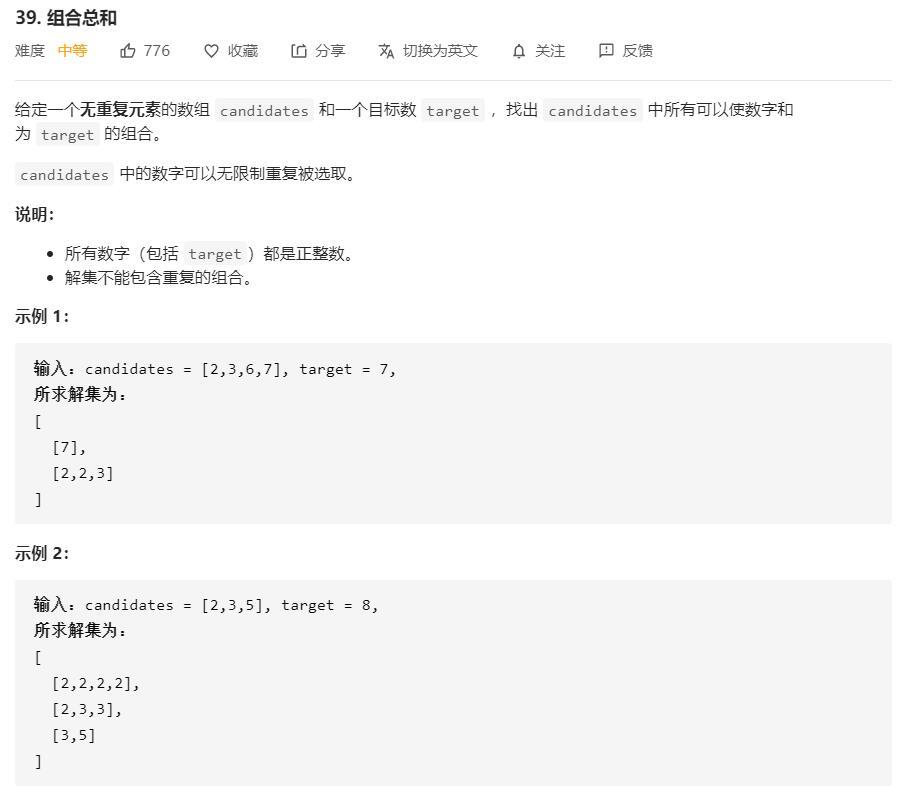 39. 组合总和
难度 中等 776 收藏 分享 切换为英文 关注 反馈
给定一个无重复元素的数组 candidates 和一个目标数 target ，找出 candidates 中所有可以使数字和
为 target 的组合。
candidates 中的数字可以无限制重复被选取。
说明：
• 所有数字（包括 target）都是正整数。
• 解集不能包含重复的组合。
示例 1：
输入：candidates = [2,3,6,7], target = 7,
所求解集为：
[
  [7],
  [2,2,3]
]
示例 2：
输入：candidates = [2,3,5], target = 8,
所求解集为：
[
  [2,2,2,2],
  [2,3,3],
  [3,5]
]